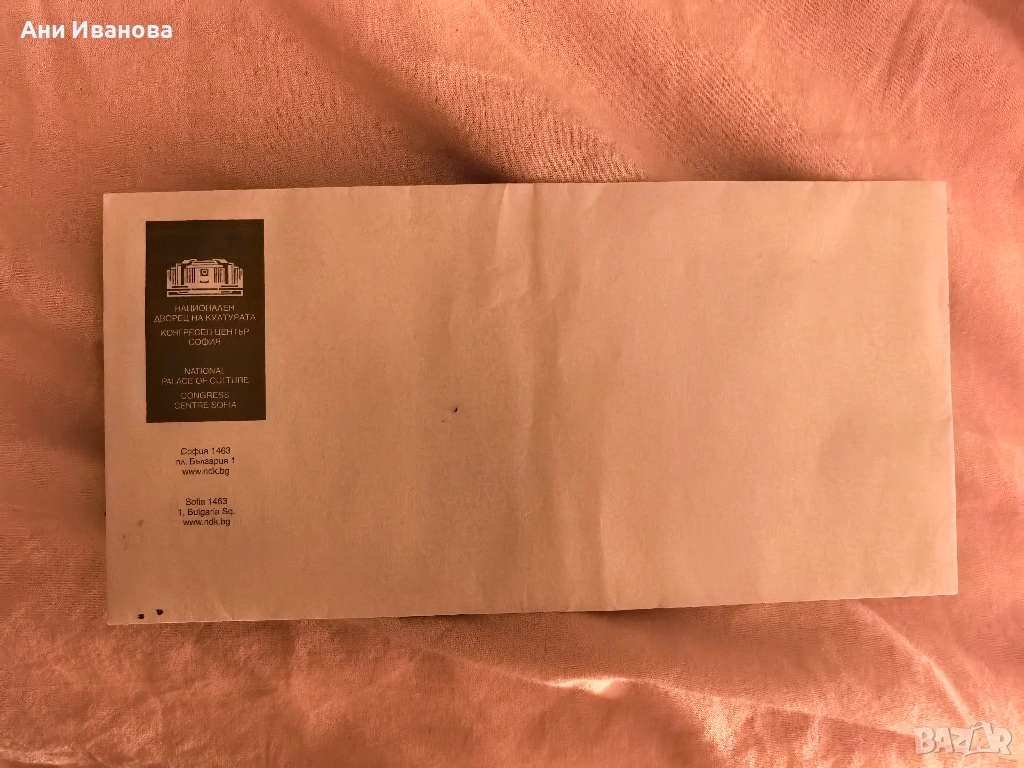 Ани Иванова
НАЦИОНАЛЕН
ДВОРЕЦ НА КУЛТУРАТА
КОНГРЕСЕН ЦЕНТЪР
СОФИЯ
NATIONAL
PALACE OF CULTURE
CONGRESS
CENTRE SOFIA
София 1463
пл. България 1
www.ndk.bg
Sofia 1463
1, Bulgaria Sq.
www.ndk.bg
BAZAR